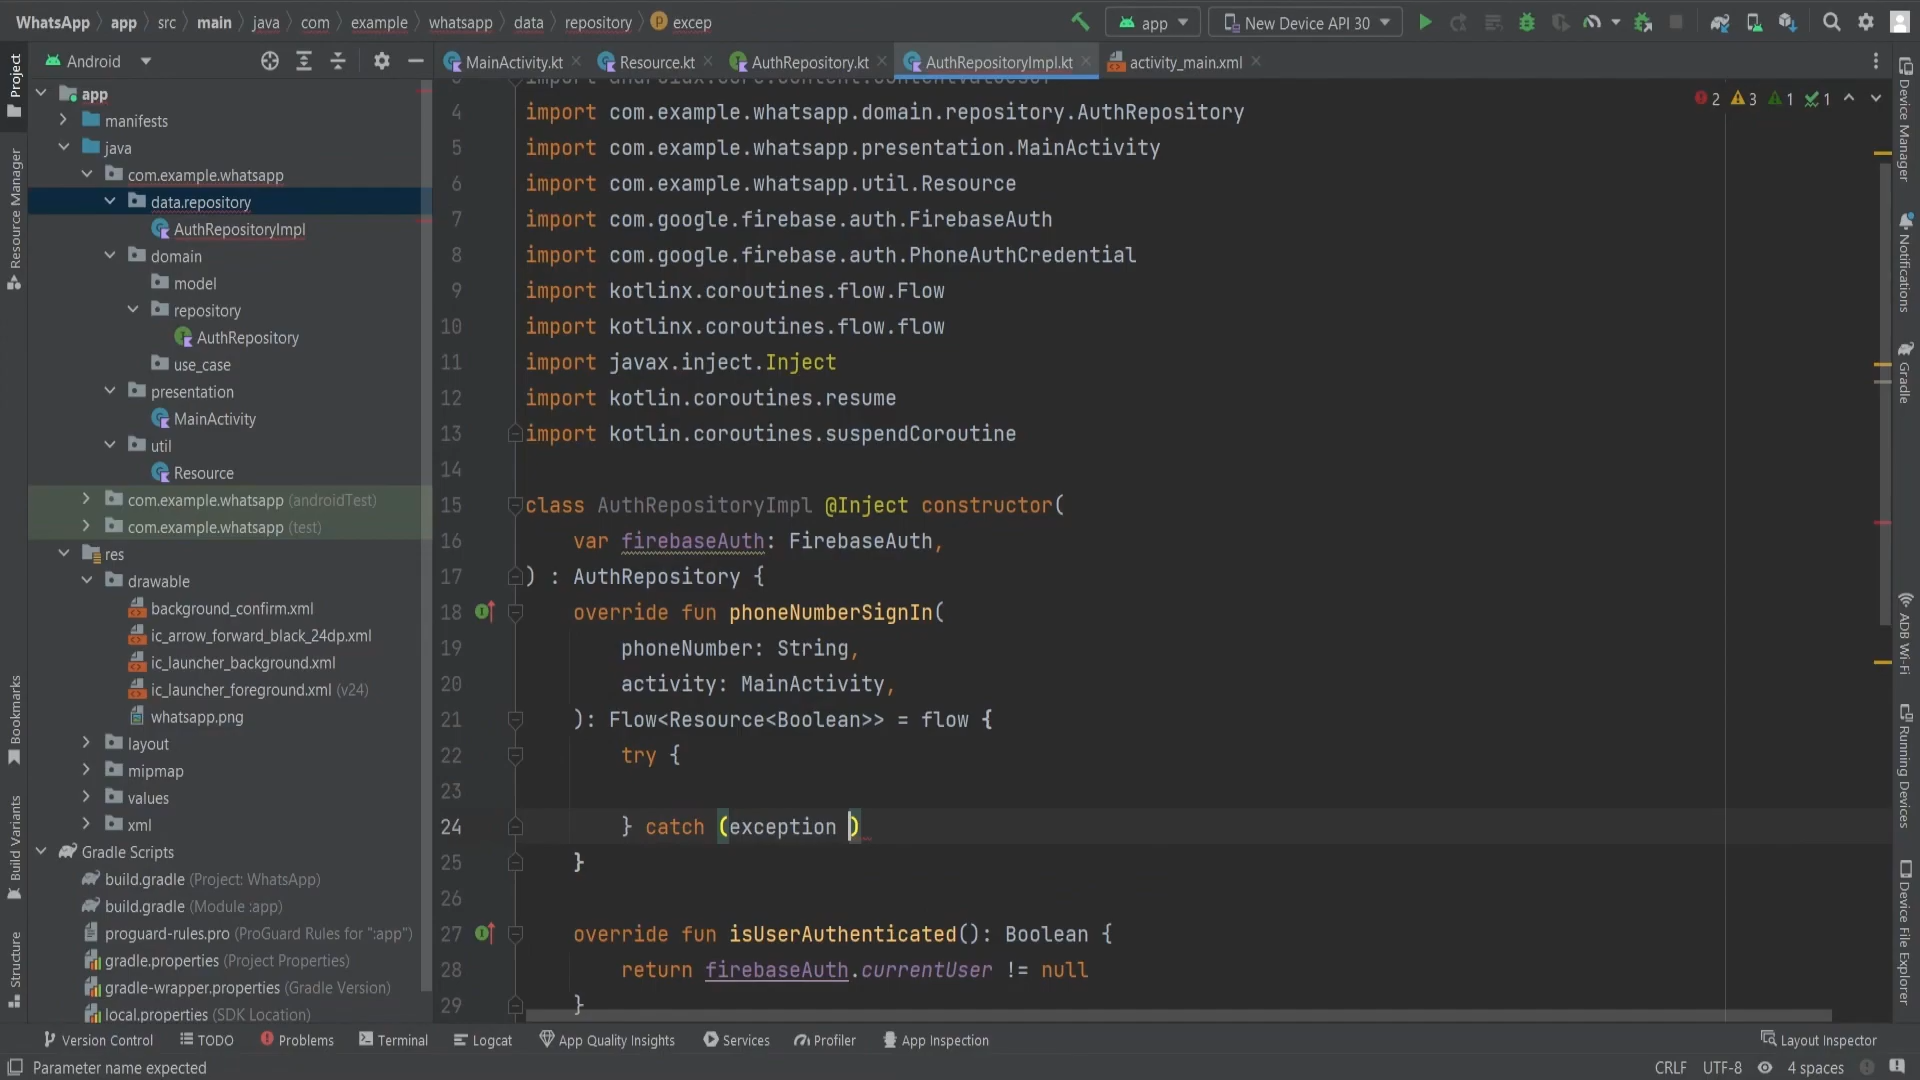 WhatsApp app src main java com example whatsapp data repository excep app New Device API 30
Android
MainActivity.kt Resource.kt AuthRepository.kt AuthRepositoryImpl.kt activity_main.xml
Project
Resource Manager
Bookmarks
Build Variants
Structure
app
manifests
java
com.example.whatsapp
data.repository
AuthRepositoryImpl
domain
model
repository
AuthRepository
use_case
presentation
MainActivity
util
Resource
com.example.whatsapp (androidTest)
com.example.whatsapp (test)
res
drawable
background_confirm.xml
ic_arrow_forward_black_24dp.xml
ic_launcher_background.xml
ic_launcher_foreground.xml (v24)
whatsapp.png
layout
mipmap
values
xml
Gradle Scripts
build.gradle (Project: WhatsApp)
build.gradle (Module :app)
proguard-rules.pro (ProGuard Rules for ":app")
gradle.properties (Project Properties)
gradle-wrapper.properties (Gradle Version)
local.properties (SDK Location)
2 3 1 1
4 import com.example.whatsapp.domain.repository.AuthRepository
5 import com.example.whatsapp.presentation.MainActivity
6 import com.example.whatsapp.util.Resource
7 import com.google.firebase.auth.FirebaseAuth
8 import com.google.firebase.auth.PhoneAuthCredential
9 import kotlinx.coroutines.flow.Flow
10 import kotlinx.coroutines.flow.flow
11 import javax.inject.Inject
12 import kotlin.coroutines.resume
13 import kotlin.coroutines.suspendCoroutine
14
15 class AuthRepositoryImpl @Inject constructor(
16 var firebaseAuth: FirebaseAuth,
17 ) : AuthRepository {
18 override fun phoneNumberSignIn(
19 phoneNumber: String,
20 activity: MainActivity,
21 ): Flow<Resource<Boolean>> = flow {
22 try {
23
24 } catch (exception )
25 }
26
27 override fun isUserAuthenticated(): Boolean {
28 return firebaseAuth.currentUser != null
29 }
Device Manager
Notifications
Gradle
ADB Wi-Fi
Running Devices
Device File Explorer
Version Control TODO Problems Terminal Logcat App Quality Insights Services Profiler App Inspection Layout Inspector
Parameter name expected CRLF UTF-8 4 spaces